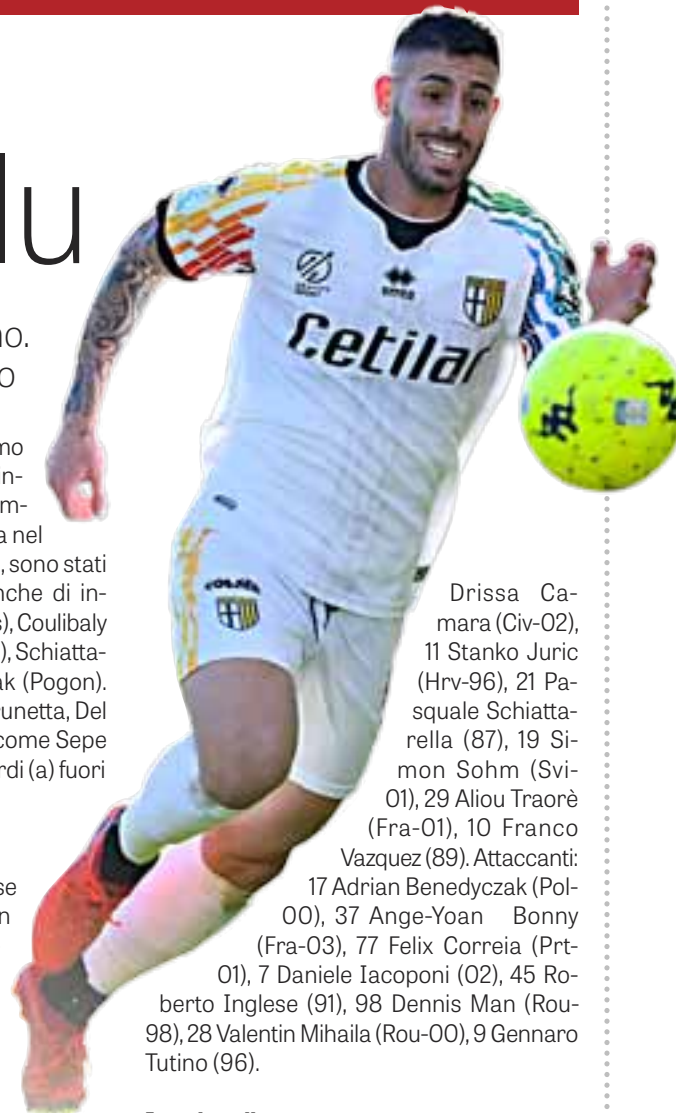 lu
no.
o
mo
n-
m-
a nel
, sono stati
nche di in-
s), Coulibaly
), Schiatta-
ak (Pogon).
runetta, Del
come Sepe
rdi (a) fuori
se
n
Cetilar
Drissa Ca-
mara (Civ-02),
11 Stanko Juric
(Hrv-96), 21 Pa-
squale Schiatta-
rella (87), 19 Si-
mon Sohm (Svi-
01), 29 Aliou Traorè
(Fra-01), 10 Franco
Vazquez (89). Attaccanti:
17 Adrian Benedyczak (Pol-
00), 37 Ange-Yoan Bonny
(Fra-03), 77 Felix Correia (Prt-
01), 7 Daniele Iacoponi (02), 45 Ro-
berto Inglese (91), 98 Dennis Man (Rou-
98), 28 Valentin Mihaila (Rou-00), 9 Gennaro
Tutino (96).